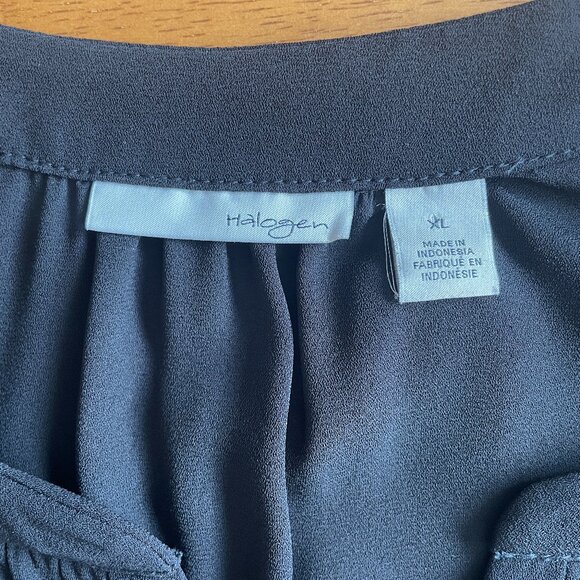 Halogen
XL
MADE IN
INDONESIA
FABRIQUÉ EN
INDONÉSIE